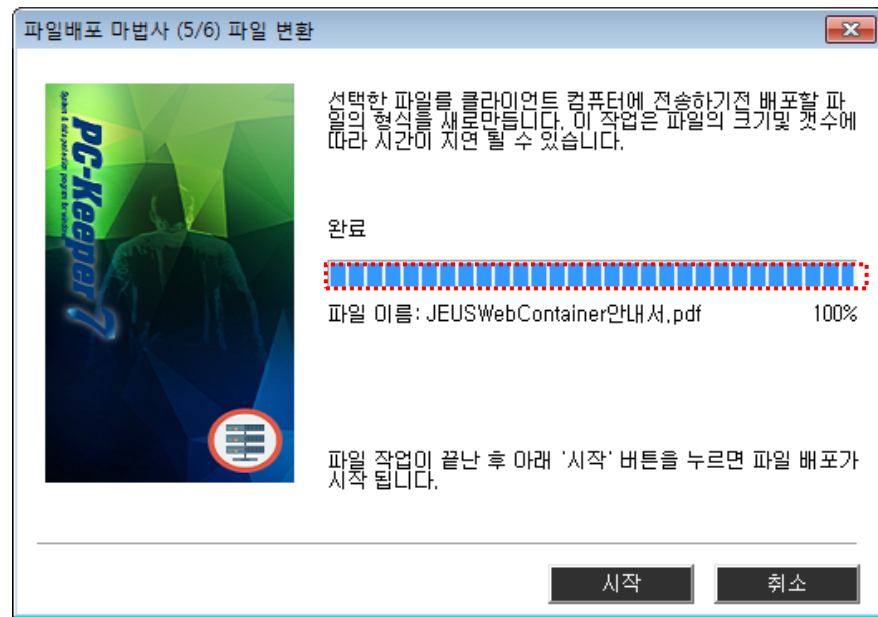 파일배포 마법사 (5/6) 파일 변환
선택한 파일를 클라이언트 컴퓨터에 전송하기전 배포할 파
일의 형식을 새로만듭니다. 이 작업은 파일의 크기및 갯수에
따라 시간이 지연 될 수 있습니다.
PC-Keeper 7
완료
파일 이름: JEUSWebContainer안내서.pdf 100%
파일 작업이 끝난 후 아래 '시작' 버튼을 누르면 파일 배포가
시작 됩니다.
시작 취소